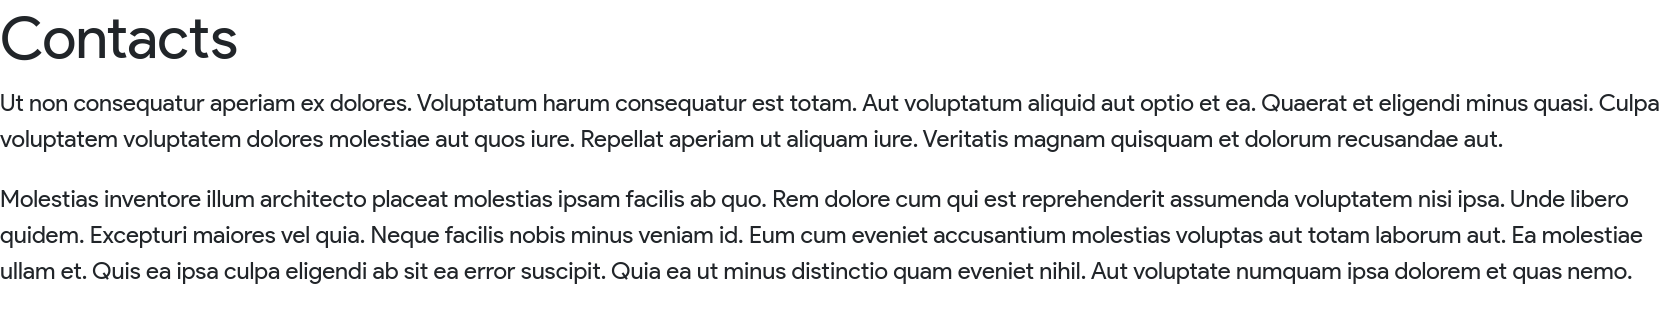 Contacts
Ut non consequatur aperiam ex dolores. Voluptatum harum consequatur est totam. Aut voluptatum aliquid aut optio et ea. Quaerat et eligendi minus quasi. Culpa
voluptatem voluptatem dolores molestiae aut quos iure. Repellat aperiam ut aliquam iure. Veritatis magnam quisquam et dolorum recusandae aut.
Molestias inventore illum architecto placeat molestias ipsam facilis ab quo. Rem dolore cum qui est reprehenderit assumenda voluptatem nisi ipsa. Unde libero
quidem. Excepturi maiores vel quia. Neque facilis nobis minus veniam id. Eum cum eveniet accusantium molestias voluptas aut totam laborum aut. Ea molestiae
ullam et. Quis ea ipsa culpa eligendi ab sit ea error suscipit. Quia ea ut minus distinctio quam eveniet nihil. Aut voluptate numquam ipsa dolorem et quas nemo.